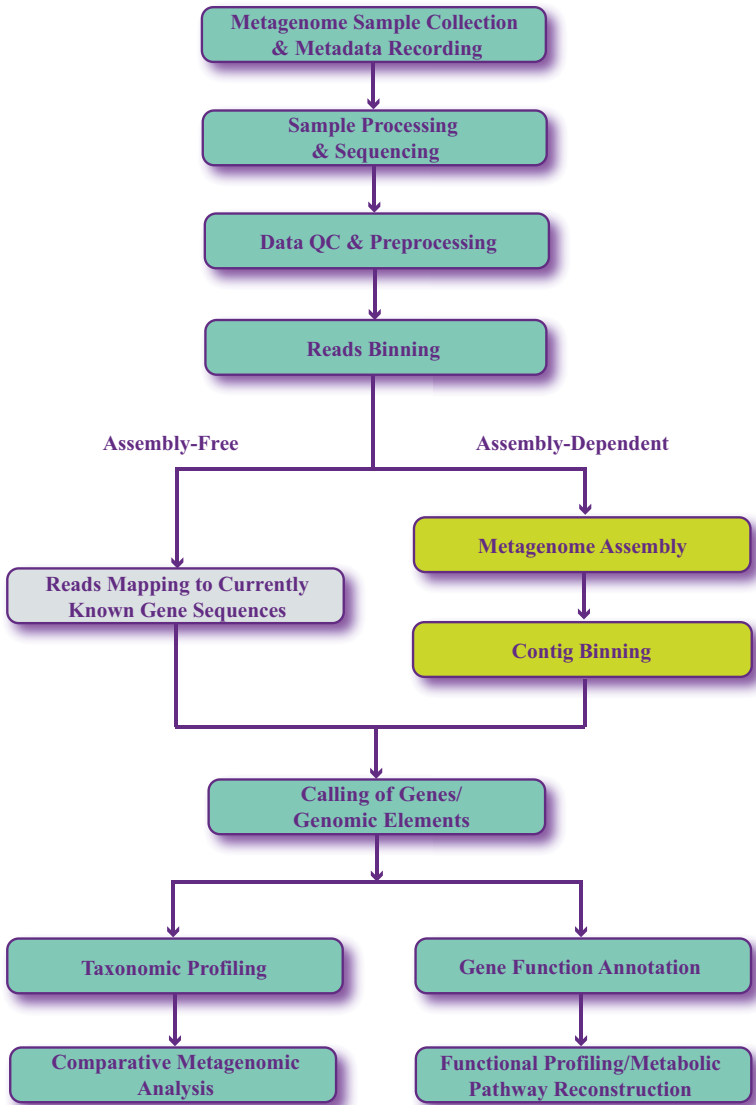 Metagenome Sample Collection
& Metadata Recording
Sample Processing
& Sequencing
Data QC & Preprocessing
Reads Binning
Assembly-Free
Assembly-Dependent
Reads Mapping to Currently
Known Gene Sequences
Metagenome Assembly
Contig Binning
Calling of Genes/
Genomic Elements
Taxonomic Profiling
Gene Function Annotation
Comparative Metagenomic
Analysis
Functional Profiling/Metabolic
Pathway Reconstruction